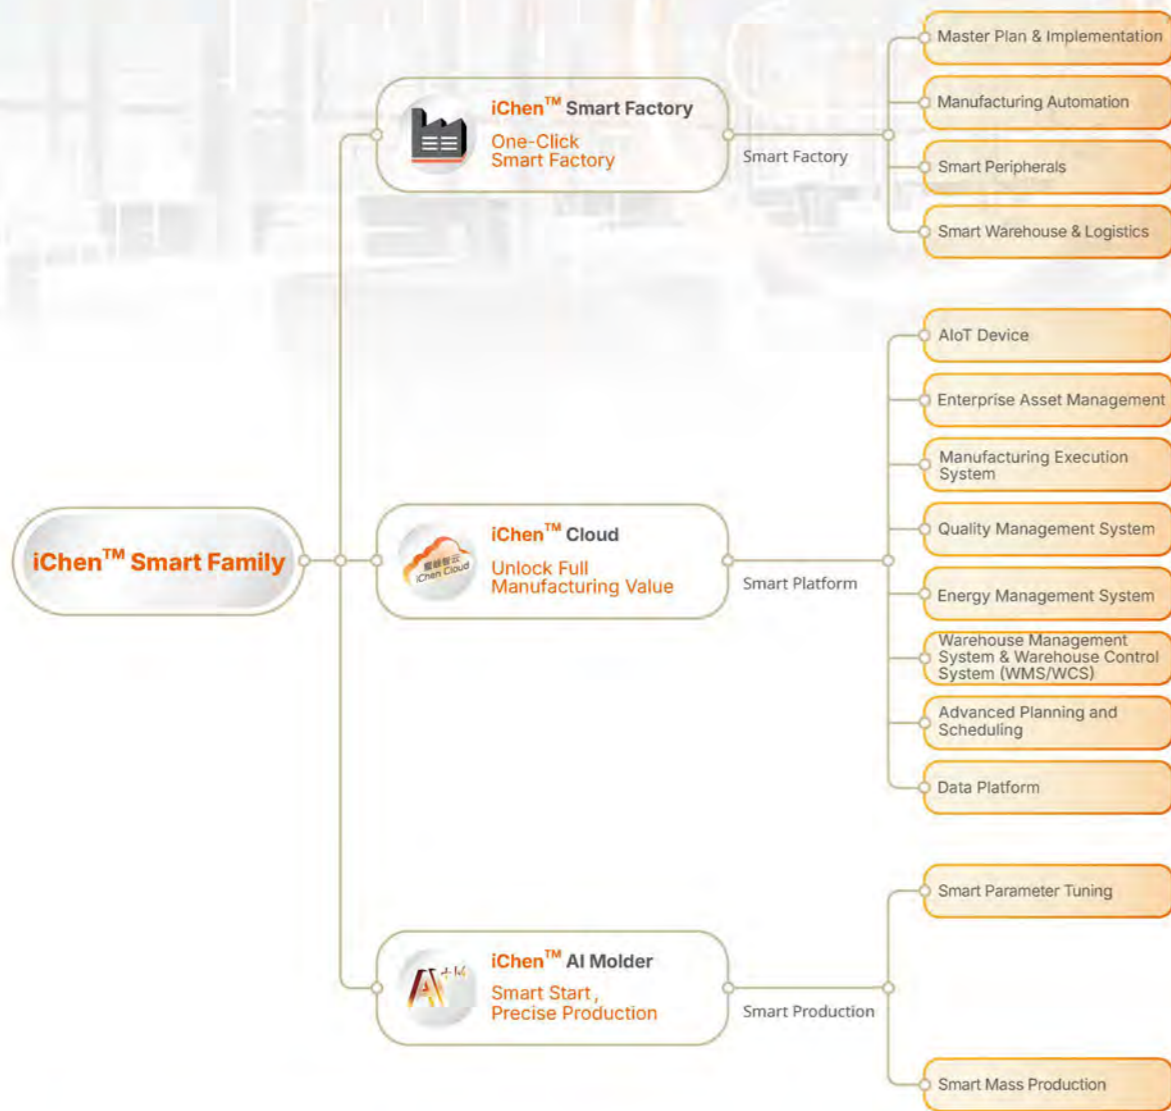 iChen™ Smart Family
iChen™ Smart Factory
One-Click
Smart Factory
Smart Factory
Master Plan & Implementation
Manufacturing Automation
Smart Peripherals
Smart Warehouse & Logistics
iChen Cloud
iChen™ Cloud
Unlock Full
Manufacturing Value
Smart Platform
AIoT Device
Enterprise Asset Management
Manufacturing Execution
System
Quality Management System
Energy Management System
Warehouse Management
System & Warehouse Control
System (WMS/WCS)
Advanced Planning and
Scheduling
Data Platform
iChen™ AI Molder
Smart Start,
Precise Production
Smart Production
Smart Parameter Tuning
Smart Mass Production